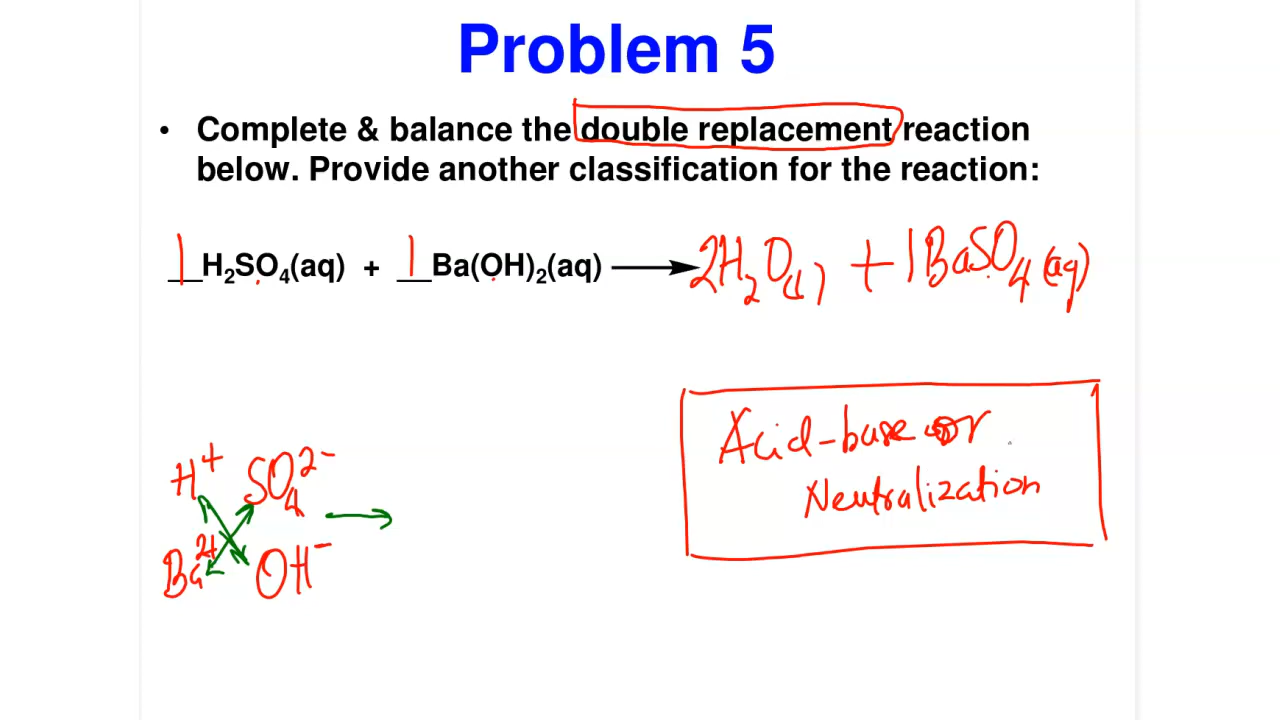 Problem 5
• Complete & balance the double replacement reaction
below. Provide another classification for the reaction:
1 H₂SO₄(aq) + 1 Ba(OH)₂(aq) ⟶ 2H₂O(l) + 1BaSO₄(aq)
Acid-base or
Neutralization
H⁺ SO₄²⁻ →
Ba²⁺ OH⁻